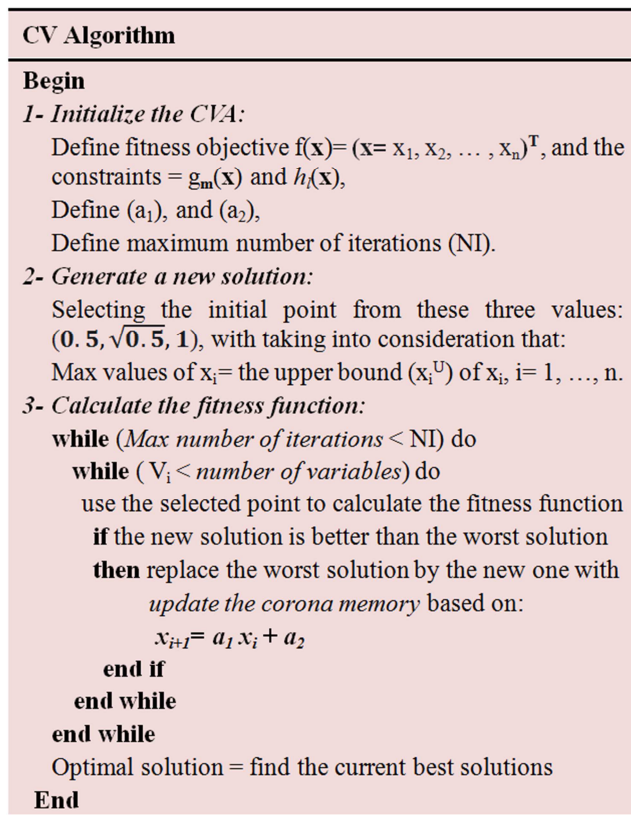 CV Algorithm
Begin
1- Initialize the CVA:
Define fitness objective f(x)= (x= x₁, x₂, … , xₙ)ᵀ, and the
constraints = gₘ(x) and hₗ(x),
Define (a₁), and (a₂),
Define maximum number of iterations (NI).
2- Generate a new solution:
Selecting the initial point from these three values:
(0.5, √0.5, 1), with taking into consideration that:
Max values of xᵢ= the upper bound (xᵢᵁ) of xᵢ, i= 1, …, n.
3- Calculate the fitness function:
while (Max number of iterations < NI) do
while ( Vᵢ < number of variables) do
use the selected point to calculate the fitness function
if the new solution is better than the worst solution
then replace the worst solution by the new one with
update the corona memory based on:
xᵢ₊₁= a₁ xᵢ + a₂
end if
end while
end while
Optimal solution = find the current best solutions
End